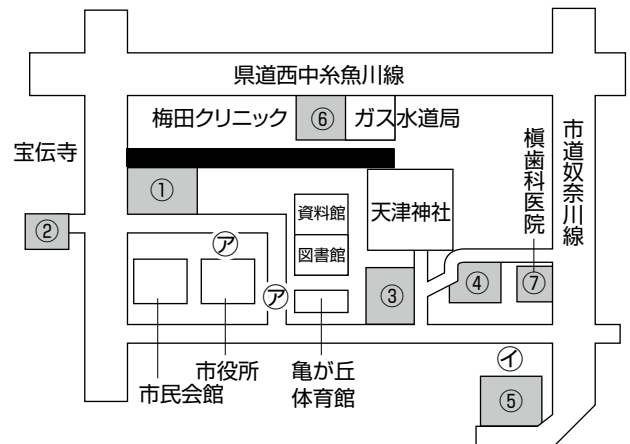 県道西中糸魚川線
梅田クリニック
⑥
ガス水道局
宝伝寺
市道奴奈川線
槇歯科医院
①
②
資料館
図書館
天津神社
㋐
㋐
③
④
⑦
㋑
⑤
市民会館
市役所
亀が丘
体育館